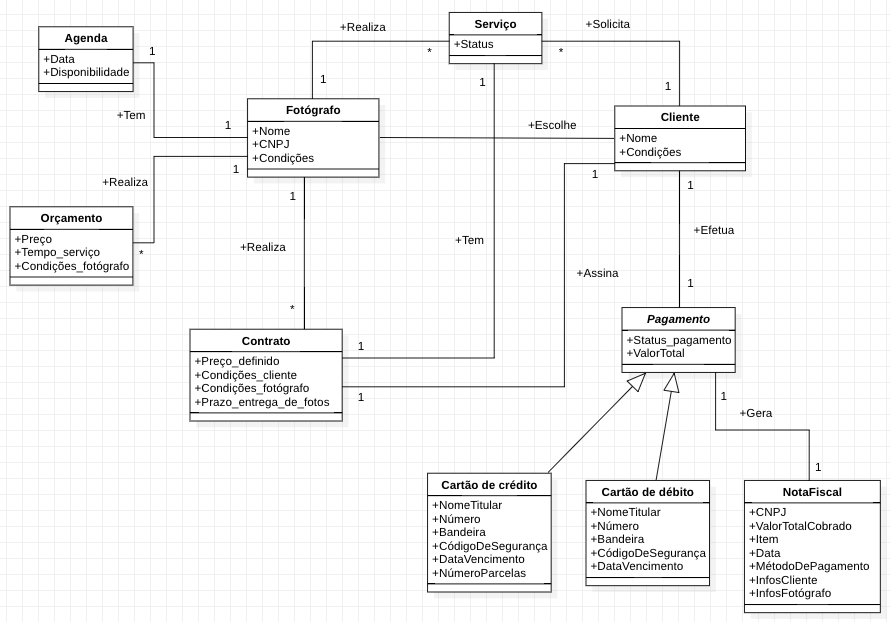 Serviço
+Status
+Realiza
*
1
+Solicita
*
1
Agenda
+Data
+Disponibilidade
1
+Tem
1
Fotógrafo
+Nome
+CNPJ
+Condições
+Escolhe
Cliente
+Nome
+Condições
1
+Realiza
1
*
Orçamento
+Preço
+Tempo_serviço
+Condições_fotógrafo
1
+Realiza
*
1
+Tem
1
1
+Assina
1
1
+Efetua
1
Contrato
+Preço_definido
+Condições_cliente
+Condições_fotógrafo
+Prazo_entrega_de_fotos
Pagamento
+Status_pagamento
+ValorTotal
1
+Gera
1
Cartão de crédito
+NomeTitular
+Número
+Bandeira
+CódigoDeSegurança
+DataVencimento
+NúmeroParcelas
Cartão de débito
+NomeTitular
+Número
+Bandeira
+CódigoDeSegurança
+DataVencimento
NotaFiscal
+CNPJ
+ValorTotalCobrado
+Item
+Data
+MétodoDePagamento
+InfosCliente
+InfosFotógrafo